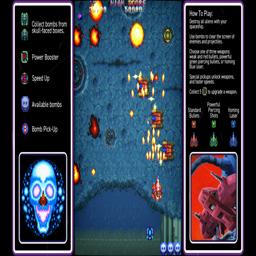 Collect bombs from
skull-faced boxes.
Power Booster
Speed Up
Available bombs
Bomb Pick-Up
HIGH SCORE
How To Play:
Destroy all aliens with your
spaceship.
Use bombs to clear the screen of
enemies and projectiles.
Choose one of three weapons:
weak and red bullets, powerful
green piercing bullets, or homing
blue laser.
Special pickups unlock weapons,
and faster speeds.
Collect 5 to upgrade a weapon.
Standard
Bullets
Powerful
Piercing
Shots
Homing
Laser